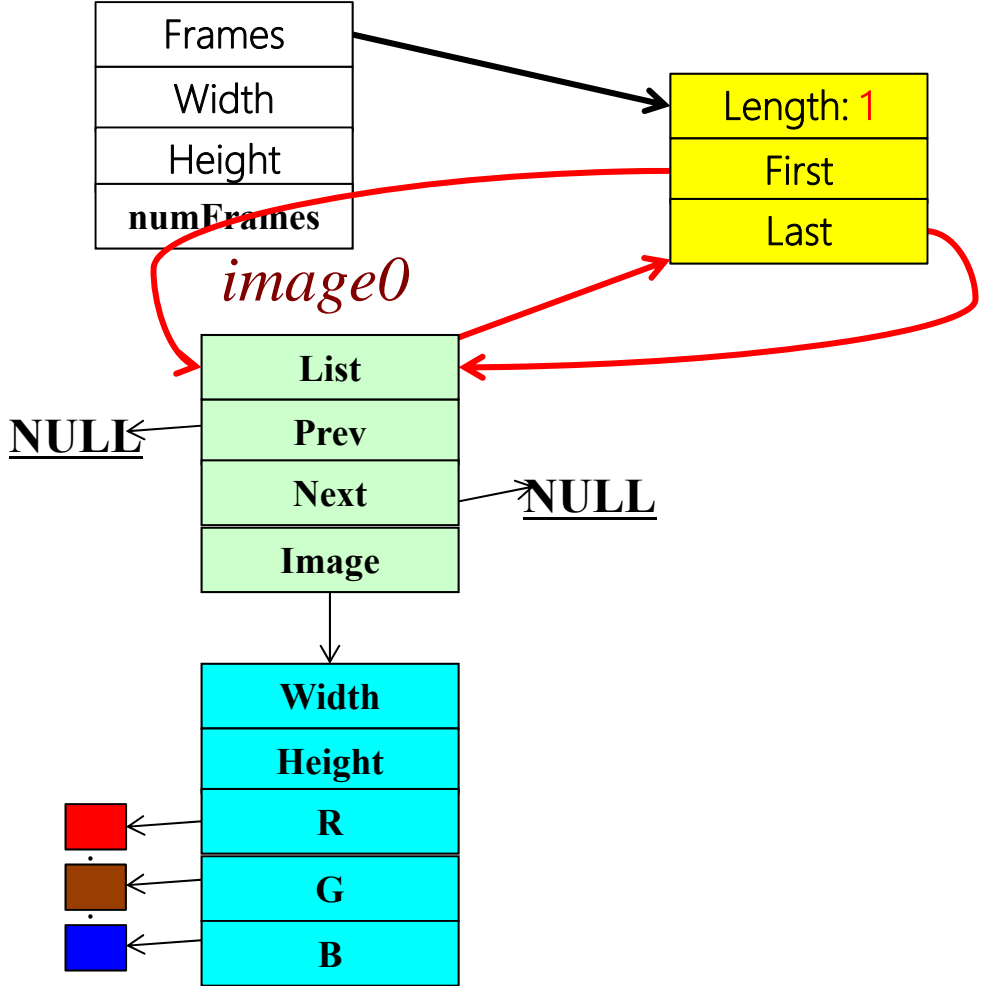 Frames
Width
Height
numFrames
Length: 1
First
Last
image0
List
Prev
Next
Image
NULL
NULL
Width
Height
R
G
B